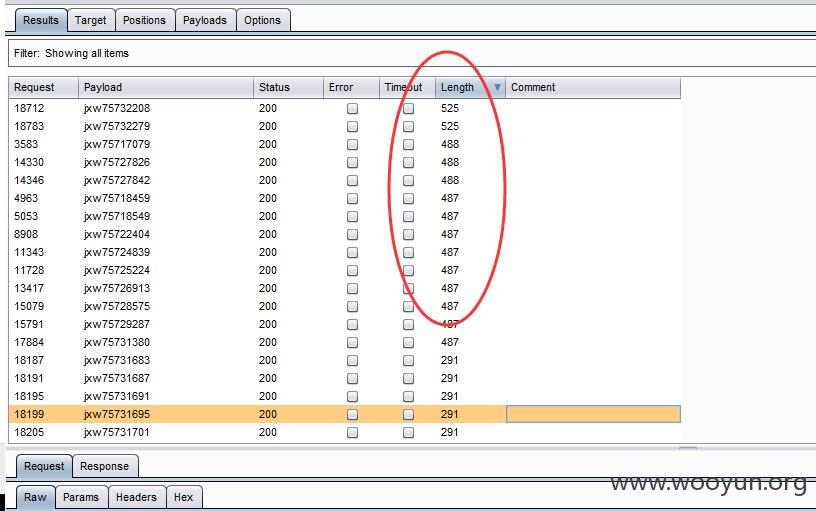 Results Target Positions Payloads Options
Filter: Showing all items
Request Payload Status Error Timeout Length Comment
18712 jxw75732208 200 525
18783 jxw75732279 200 525
3583 jxw75717079 200 488
14330 jxw75727826 200 488
14346 jxw75727842 200 488
4963 jxw75718459 200 487
5053 jxw75718549 200 487
8908 jxw75722404 200 487
11343 jxw75724839 200 487
11728 jxw75725224 200 487
13417 jxw75726913 200 487
15079 jxw75728575 200 487
15791 jxw75729287 200 487
17884 jxw75731380 200 487
18187 jxw75731683 200 291
18191 jxw75731687 200 291
18195 jxw75731691 200 291
18199 jxw75731695 200 291
18205 jxw75731701 200 291
Request Response
www.wooyun.org
Raw Params Headers Hex